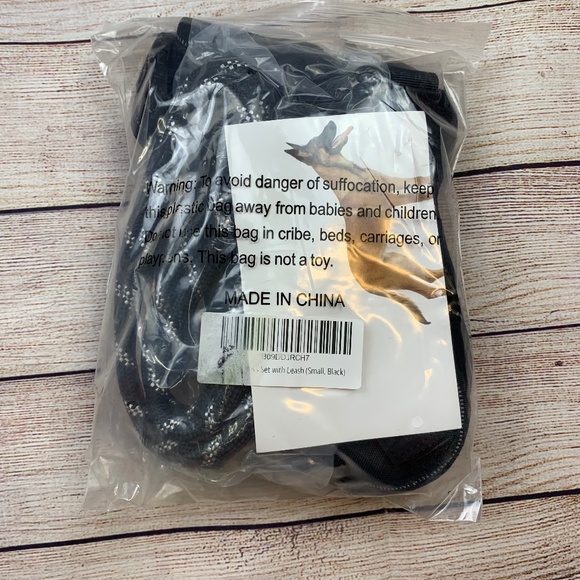 Warning: To avoid danger of suffocation, keep
this plastic bag away from babies and children.
Do not use this bag in cribe, beds, carriages, or
playpens. This bag is not a toy.
MADE IN CHINA
Set with Leash (Small, Black)